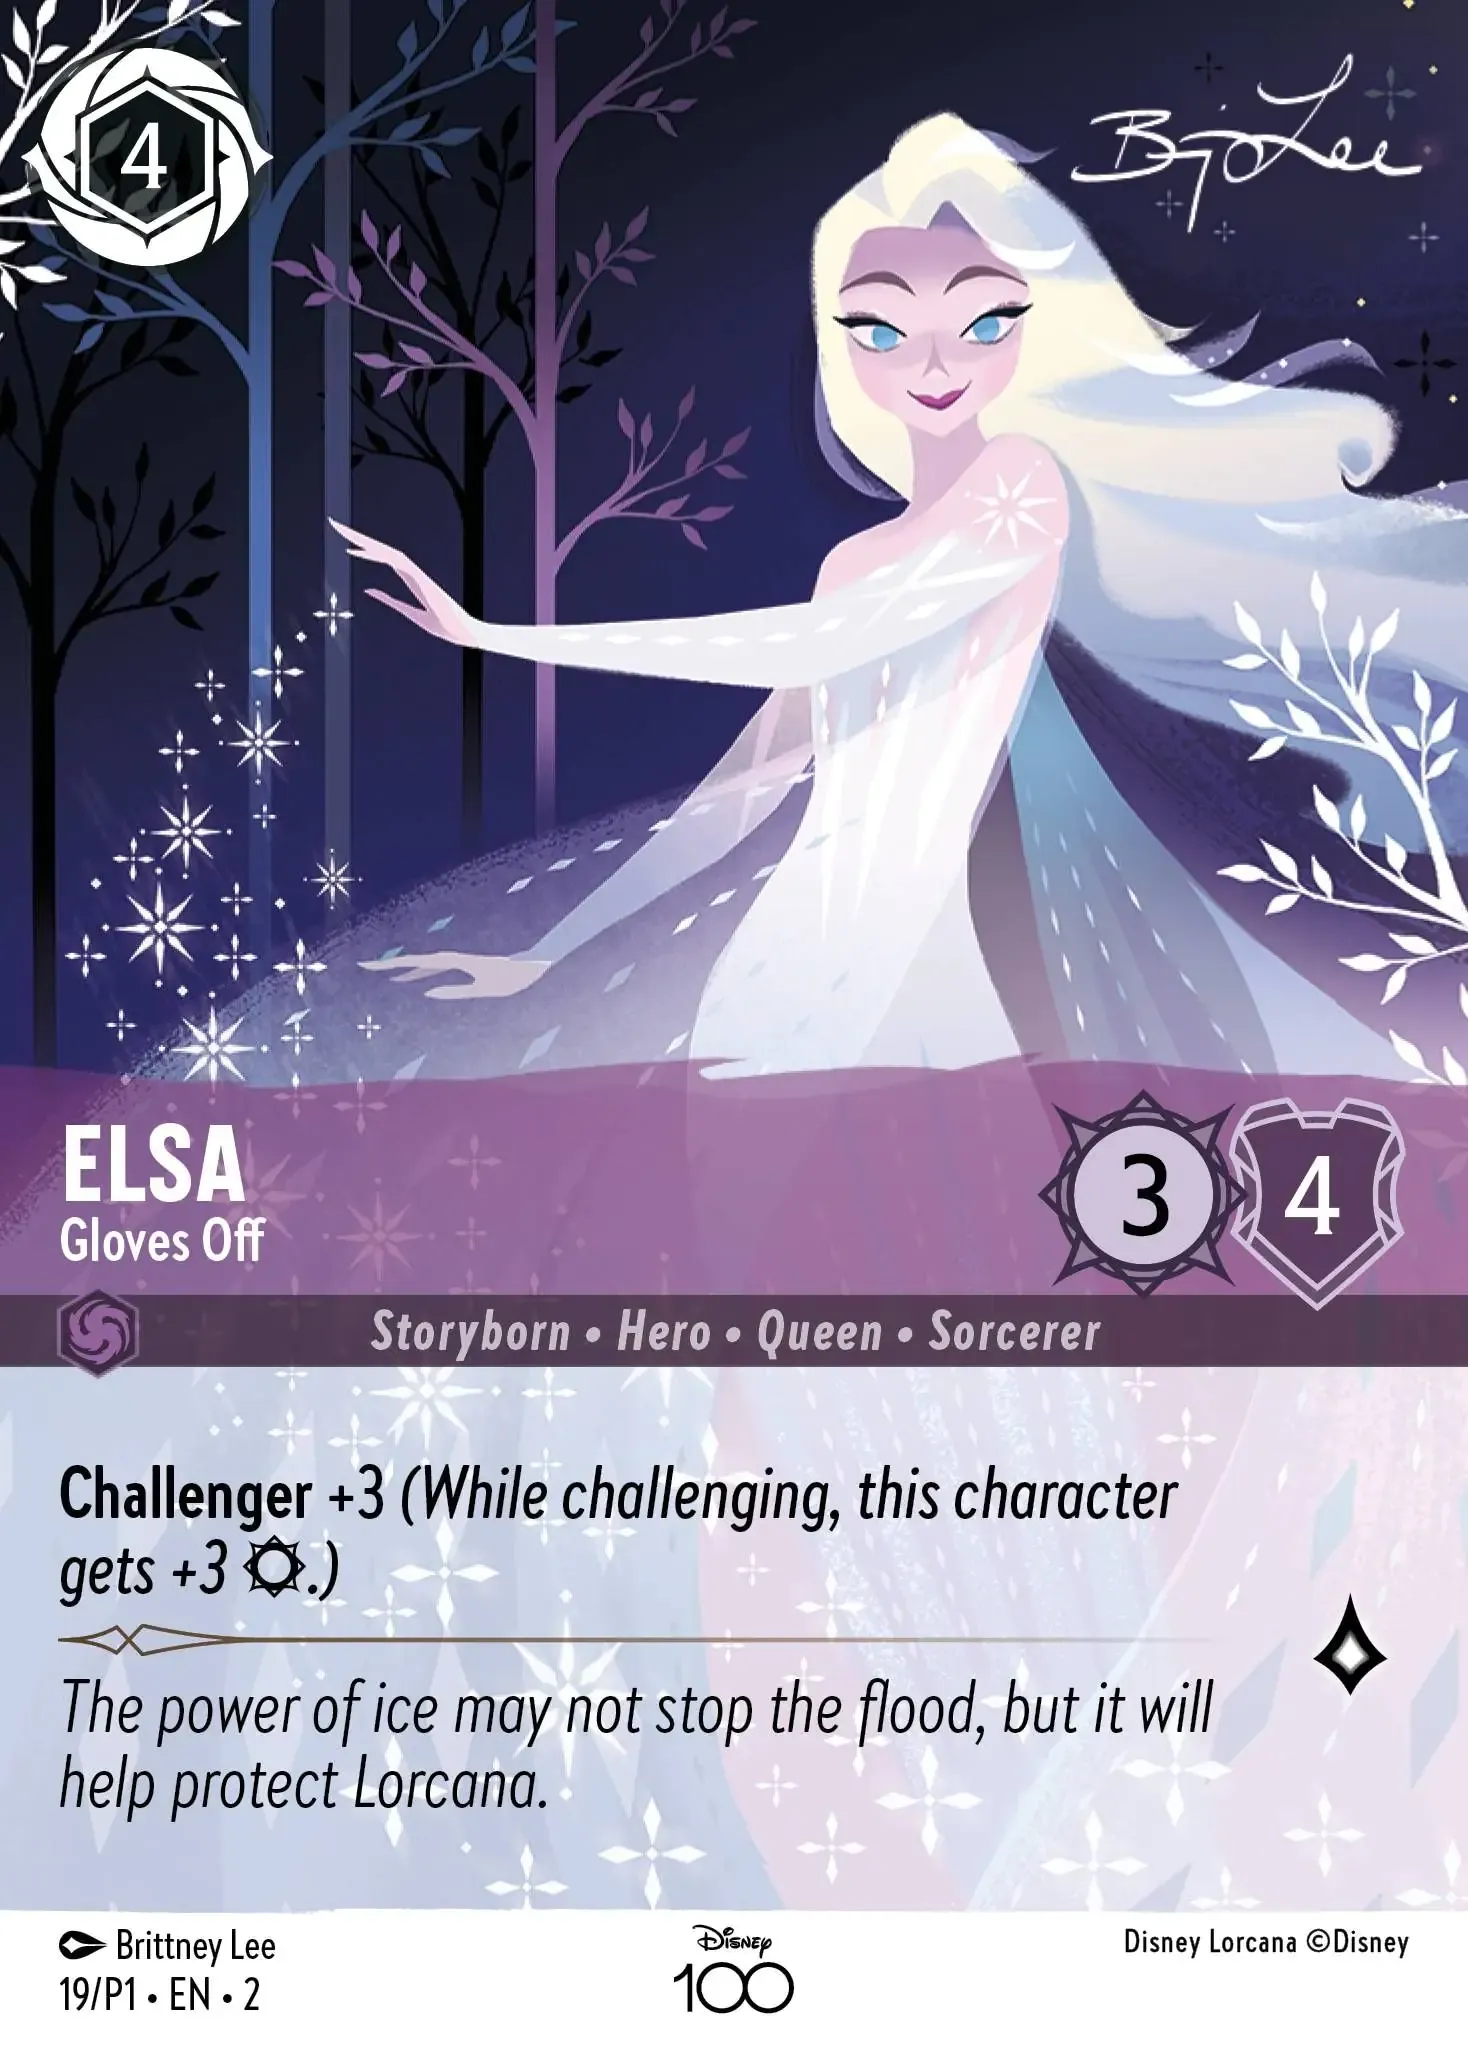 4
Brittney Lee
ELSA
Gloves Off
3
4
Storyborn • Hero • Queen • Sorcerer
Challenger +3 (While challenging, this character
gets +3 .)
The power of ice may not stop the flood, but it will
help protect Lorcana.
Brittney Lee
19/P1 • EN • 2
Disney
100
Disney Lorcana ©Disney